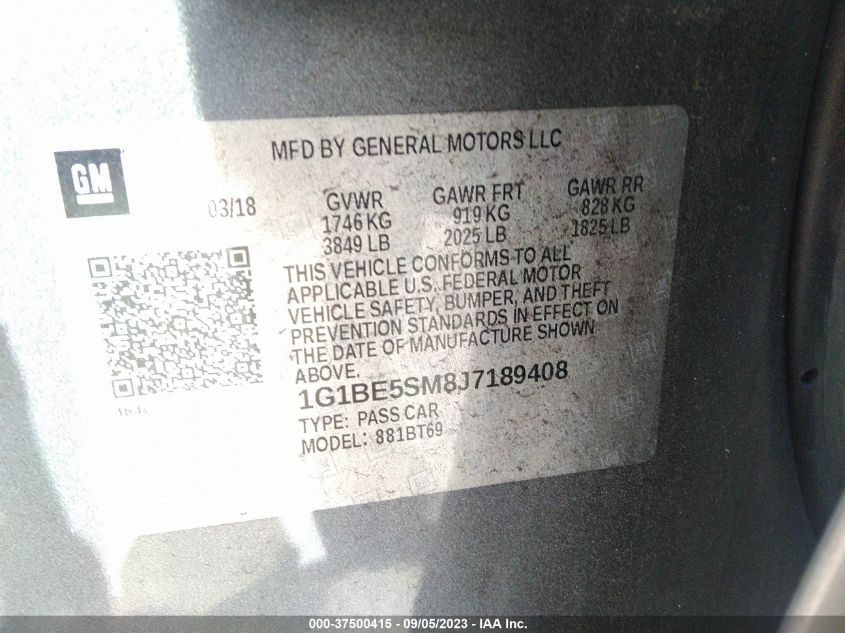 MFD BY GENERAL MOTORS LLC
GM
03/18
GVWR GAWR FRT GAWR RR
1746 KG 919 KG 828 KG
3849 LB 2025 LB 1825 LB
THIS VEHICLE CONFORMS TO ALL
APPLICABLE U.S. FEDERAL MOTOR
VEHICLE SAFETY, BUMPER, AND THEFT
PREVENTION STANDARDS IN EFFECT ON
THE DATE OF MANUFACTURE SHOWN
ABOVE.
1G1BE5SM8J7189408
TYPE: PASS CAR
MODEL: 881BT69
000-37500415 - 09/05/2023 - IAA Inc.